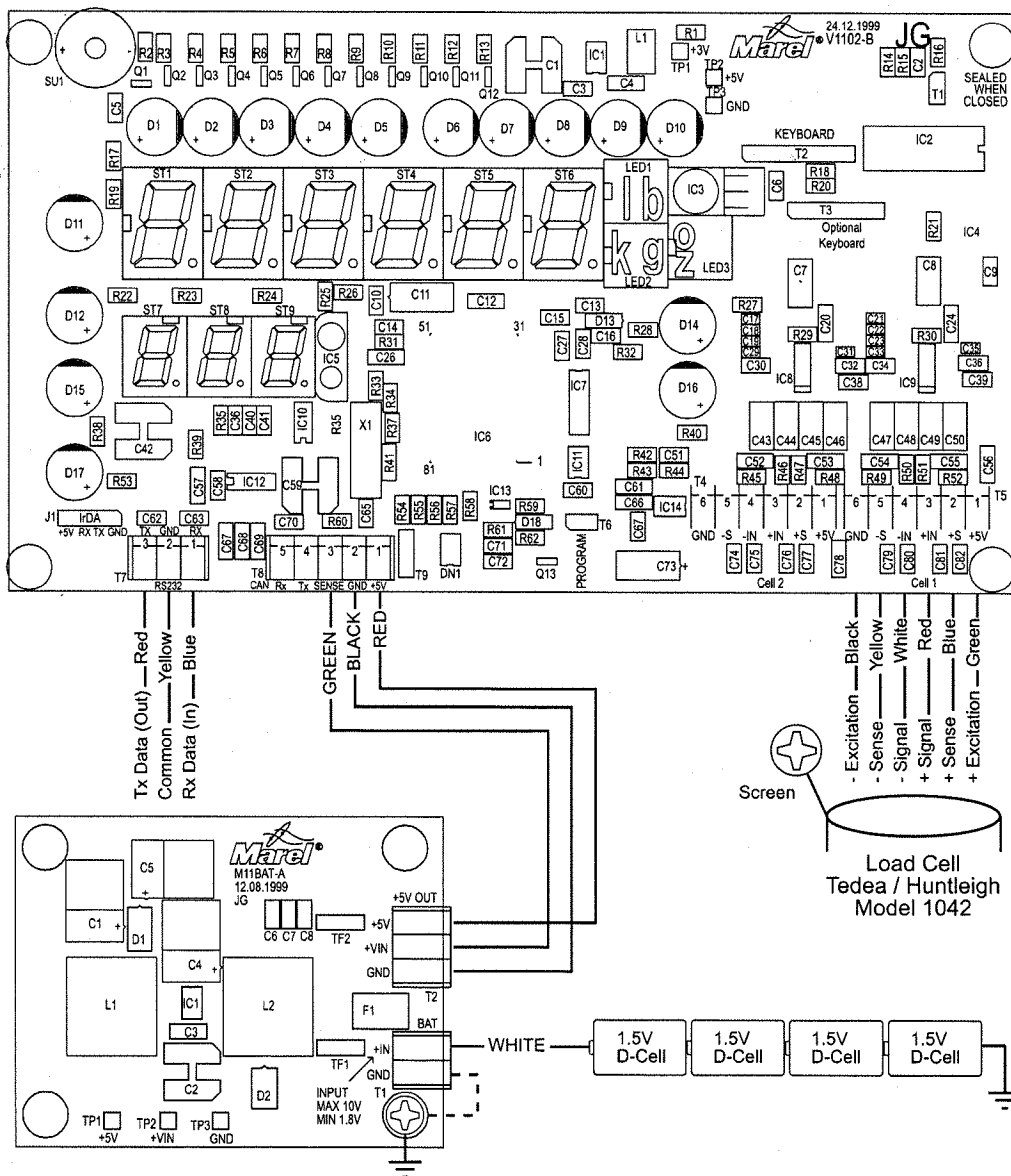 24.12.1999
V1102-B
JG
Marel ®
SEALED
WHEN
CLOSED
SU1
R2 R3 R4 R5 R6 R7 R8 R9 R10 R11 R12 R13
Q1 Q2 Q3 Q4 Q5 Q6 Q7 Q8 Q9 Q10 Q11 Q12
C1 IC1 L1 R1
+3V
TP1
TP2
+5V
TP3
GND
C3 C4
R14 R15 C2 R16
T1
C5
D1 D2 D3 D4 D5 D6 D7 D8 D9 D10
KEYBOARD
T2
IC2
R17
R19
ST1 ST2 ST3 ST4 ST5 ST6
LED1
lb
IC3
C6
R18
R20
T3
Optional
Keyboard
R21
IC4
D11
kg
oz
LED2
LED3
C7 C8 C9
R22 R23 R24 R25 R26 C10 C11 C12
D12
ST7 ST8 ST9
IC5
C14
R31
C26
51
31
C15 C13
D13
C16
R28
C27 C28
R32
D14
R27
C17
C18
C19
C30
C20
R29
IC8
C21
C22
C23
C33
C31
C32 C34
C38
R30
IC9
C24
C35
C36
C39
D15
R33
R34
R38
C42
R39
R35 C36 C40 C41
IC10
R35
X1
R37
R41
IC6
IC7
D16
R40
C43 C44 C45 C46
C47 C48 C49 C50
D17
R53
C57 C58
IC12
C59
81
1
IC11
C60
R42 C51
R43 R44
C61
C66
IC14
C52 R46 R47 C53
R45 R48
C54 R50 R51 C55
R49 R52
C56
T4
6 5 4 3 2 1
6 5 4 3 2 1
T5
J1
IrDA
+5V RX TX GND
C62 C63
TX GND RX
3 2 1
T7
RS232
C67 C68 C69
C70
R60
C65
5 4 3 2 1
T8
CAN Rx Tx SENSE GND +5V
R54 R55 R56 R57 R58
T9
DN1
IC13
R59
R61 D18
C71 R62
C72
Q13
T6
PROGRAM
C67
C73
GND -S -IN +IN +S +5V
C74 C75 C76 C77 C78
Cell 2
GND -S -IN +IN +S +5V
C79 C80 C81 C82
Cell 1
Tx Data (Out) Red
Common Yellow
Rx Data (In) Blue
GREEN
BLACK
RED
- Excitation Black
- Sense Yellow
- Signal White
+ Signal Red
+ Sense Blue
+ Excitation Green
Screen
Load Cell
Tedea / Huntleigh
Model 1042
Marel ®
M11BAT-A
12.08.1999
JG
C5
C1
D1
C4
C6 C7 C8
TF2
+5V OUT
+5V
+VIN
GND
T2
L1
IC1
C3
C2
L2
F1
TF1
BAT
+IN
GND
T1
D2
INPUT
MAX 10V
MIN 1.8V
TP1
+5V
TP2
+VIN
TP3
GND
WHITE
1.5V
D-Cell
1.5V
D-Cell
1.5V
D-Cell
1.5V
D-Cell